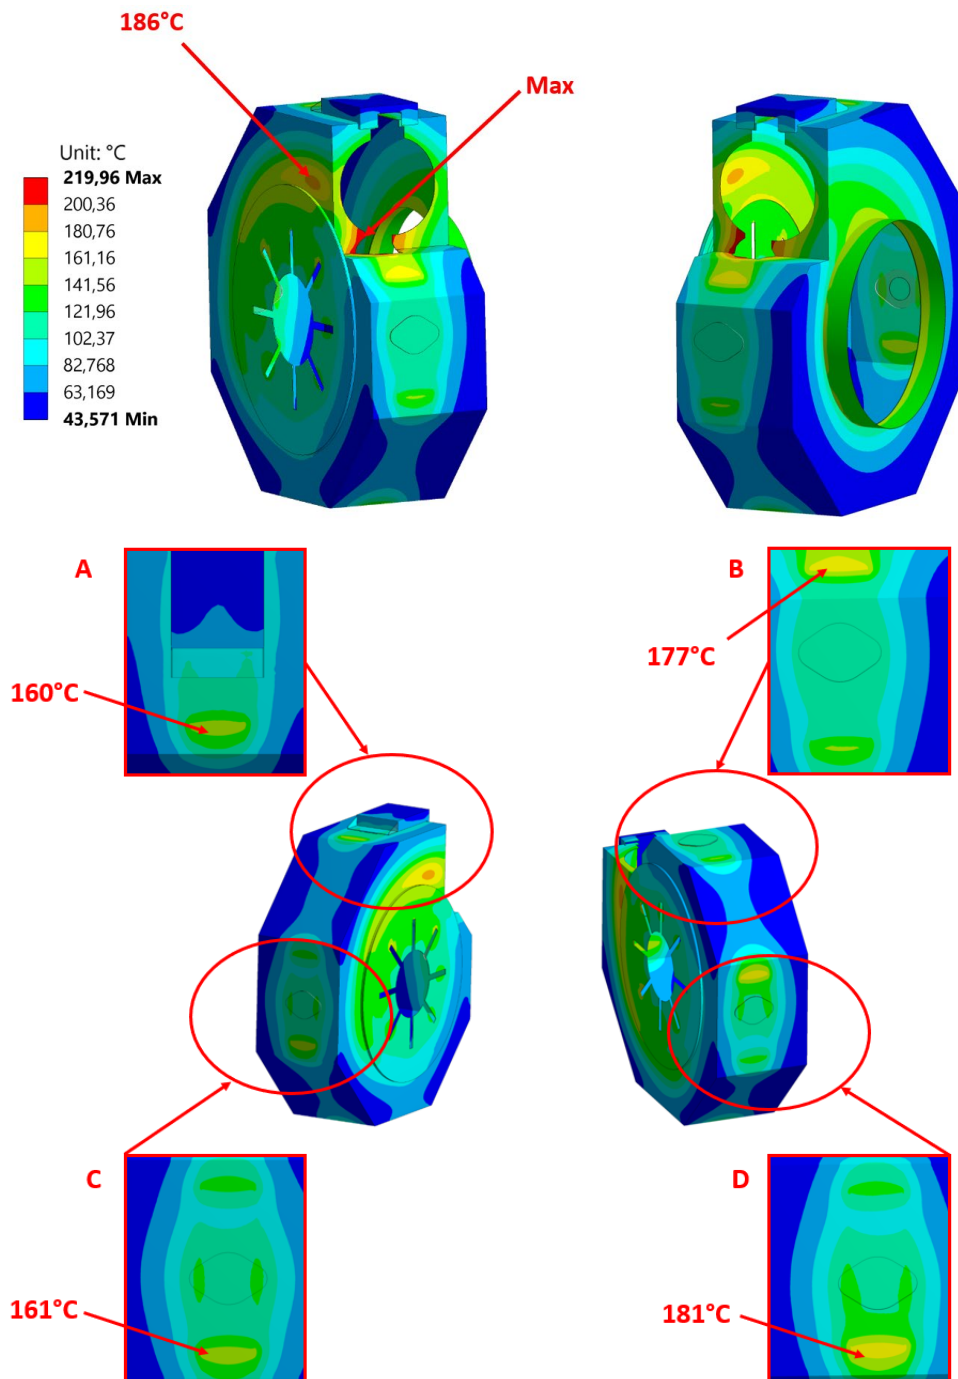 186°C
Max
Unit: °C
219,96 Max
200,36
180,76
161,16
141,56
121,96
102,37
82,768
63,169
43,571 Min
A
B
177°C
160°C
C
D
161°C
181°C